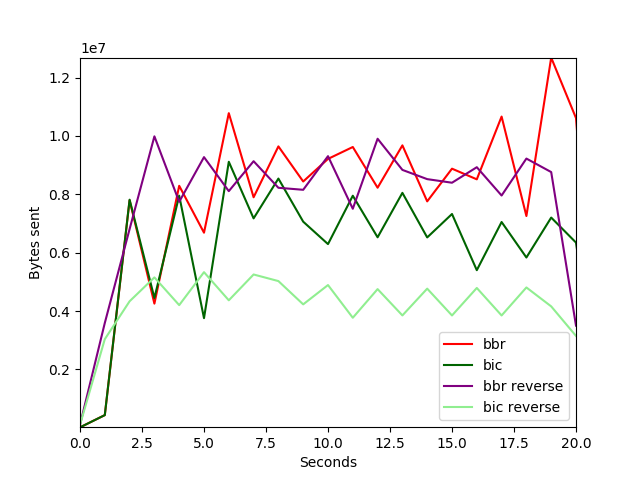 1e7
1.2
1.0
0.8
0.6
0.4
0.2
Bytes sent
0.0 2.5 5.0 7.5 10.0 12.5 15.0 17.5 20.0
Seconds
bbr
bic
bbr reverse
bic reverse